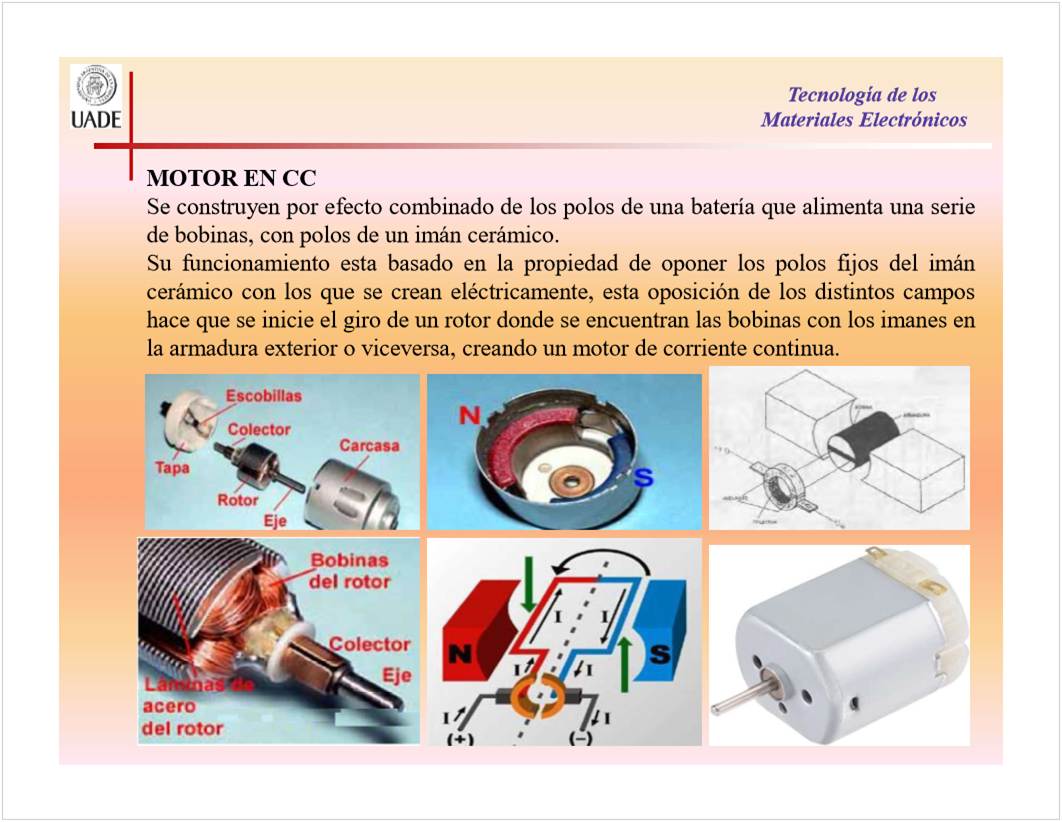 UADE
Tecnología de los
Materiales Electrónicos
MOTOR EN CC
Se construyen por efecto combinado de los polos de una batería que alimenta una serie
de bobinas, con polos de un imán cerámico.
Su funcionamiento esta basado en la propiedad de oponer los polos fijos del imán
cerámico con los que se crean eléctricamente, esta oposición de los distintos campos
hace que se inicie el giro de un rotor donde se encuentran las bobinas con los imanes en
la armadura exterior o viceversa, creando un motor de corriente continua.
Escobillas
Colector
Carcasa
Tapa
Rotor
Eje
N
S
BOBINA
ARMADURA
COLECTOR
Bobinas
del rotor
Colector
Eje
Láminas de
acero
del rotor
I
I
N
S
I
I
I
I
(+)
(−)